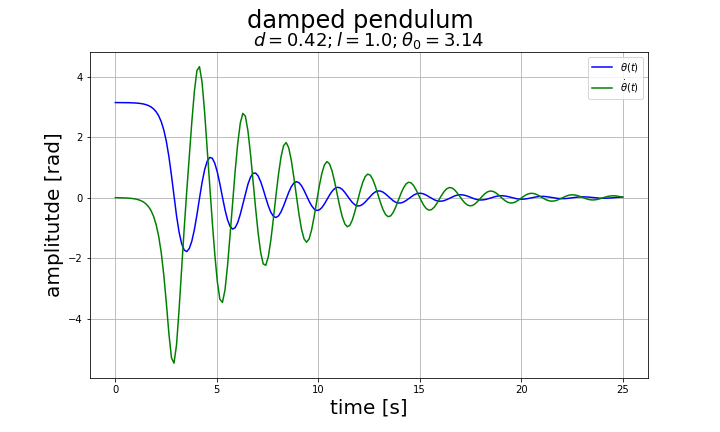 damped pendulum
d = 0.42; l = 1.0; θ₀ = 3.14
θ(t)
θ̇(t)
amplitutde [rad]
4
2
0
−2
−4
0
5
10
15
20
25
time [s]